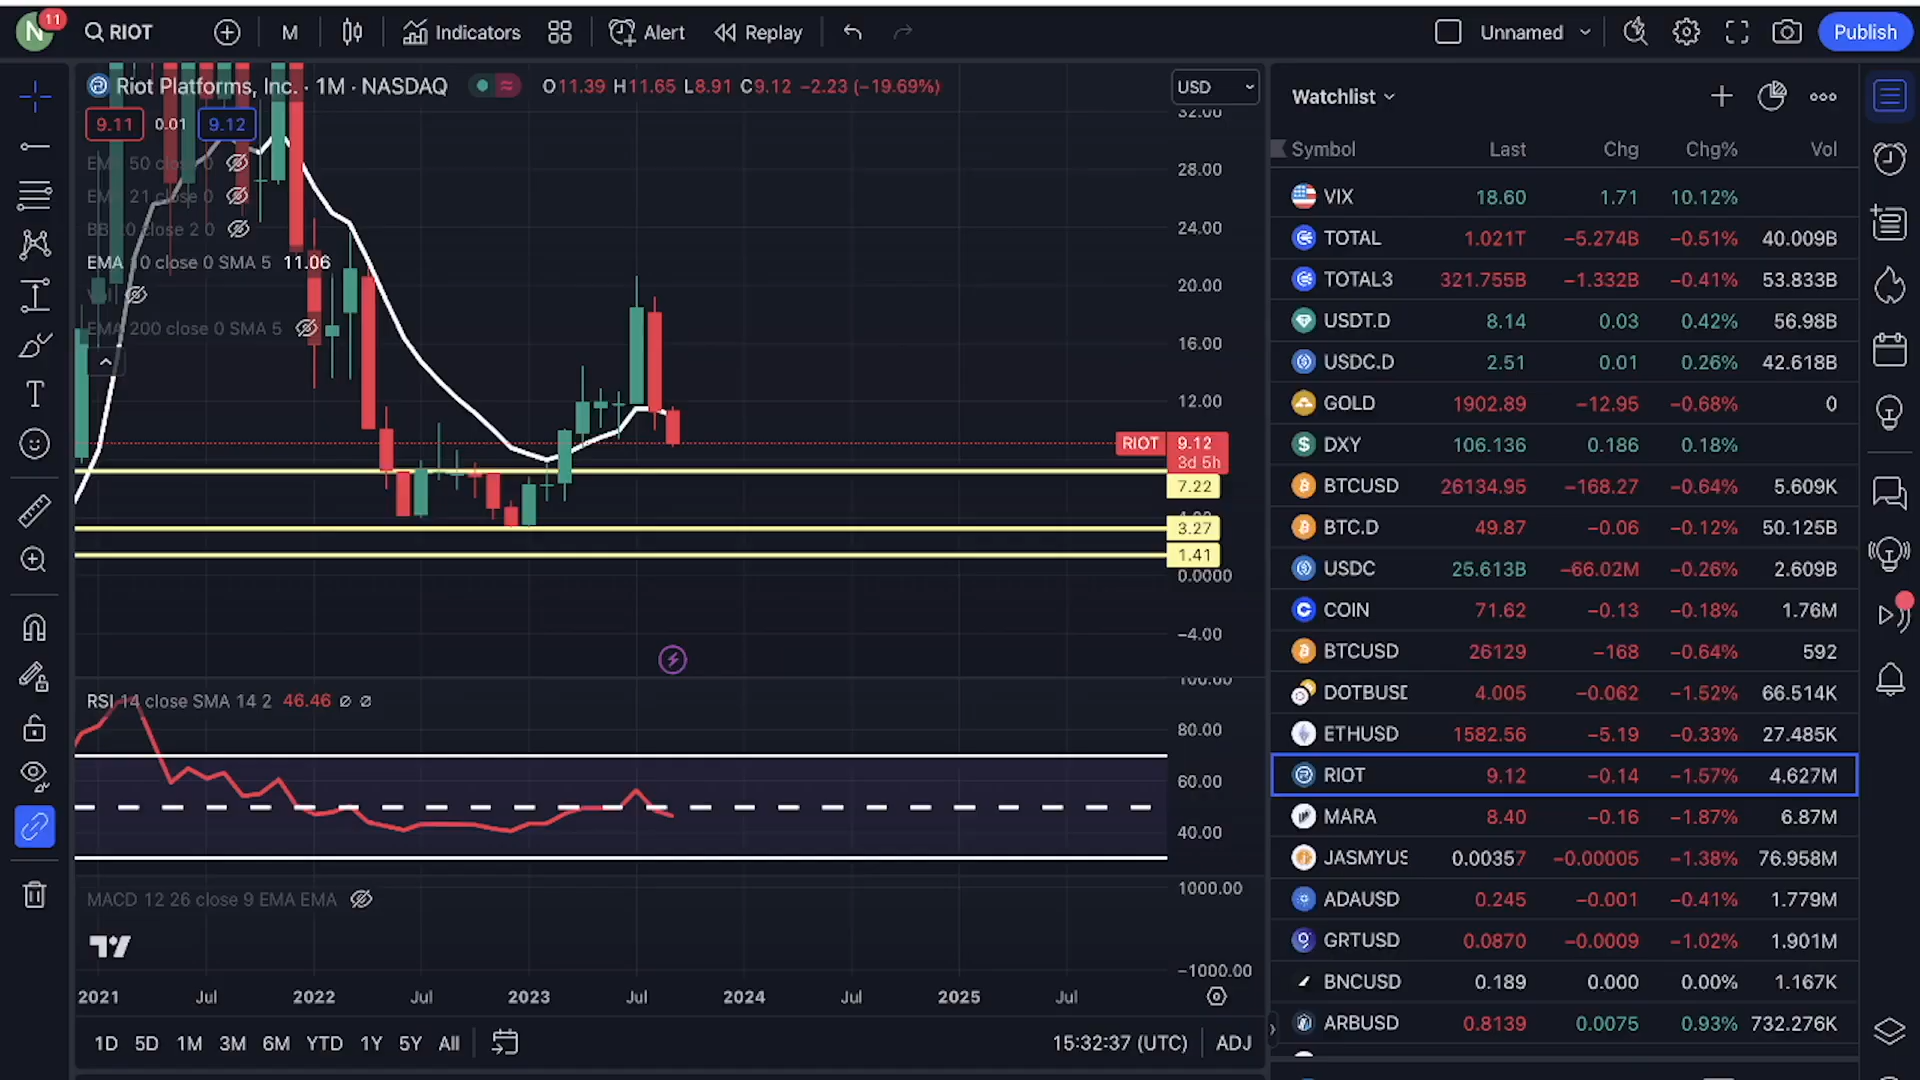 N 11 RIOT M Indicators Alert Replay Unnamed Publish
Riot Platforms, Inc. · 1M · NASDAQ O11.39 H11.65 L8.91 C9.12 −2.23 (−19.69%)
USD
9.11 0.01 9.12
EMA 50 close 0
EMA 21 close 0
BB 20 close 2 0
EMA 10 close 0 SMA 5 11.06
Vol
EMA 200 close 0 SMA 5
32.00
28.00
24.00
20.00
16.00
12.00
RIOT 9.12
3d 5h
7.22
3.27
1.41
0.0000
−4.00
RSI 14 close SMA 14 2 46.46 ∅ ∅
100.00
80.00
60.00
40.00
MACD 12 26 close 9 EMA EMA
1000.00
−1000.00
2021 Jul 2022 Jul 2023 Jul 2024 Jul 2025 Jul
1D 5D 1M 3M 6M YTD 1Y 5Y All 15:32:37 (UTC) ADJ
Watchlist
Symbol Last Chg Chg% Vol
VIX 18.60 1.71 10.12%
TOTAL 1.021T −5.274B −0.51% 40.009B
TOTAL3 321.755B −1.332B −0.41% 53.833B
USDT.D 8.14 0.03 0.42% 56.98B
USDC.D 2.51 0.01 0.26% 42.618B
GOLD 1902.89 −12.95 −0.68% 0
DXY 106.136 0.186 0.18%
BTCUSD 26134.95 −168.27 −0.64% 5.609K
BTC.D 49.87 −0.06 −0.12% 50.125B
USDC 25.613B −66.02M −0.26% 2.609B
COIN 71.62 −0.13 −0.18% 1.76M
BTCUSD 26129 −168 −0.64% 592
DOTBUSD 4.005 −0.062 −1.52% 66.514K
ETHUSD 1582.56 −5.19 −0.33% 27.485K
RIOT 9.12 −0.14 −1.57% 4.627M
MARA 8.40 −0.16 −1.87% 6.87M
JASMYUS 0.00357 −0.00005 −1.38% 76.958M
ADAUSD 0.245 −0.001 −0.41% 1.779M
GRTUSD 0.0870 −0.0009 −1.02% 1.901M
BNCUSD 0.189 0.000 0.00% 1.167K
ARBUSD 0.8139 0.0075 0.93% 732.276K